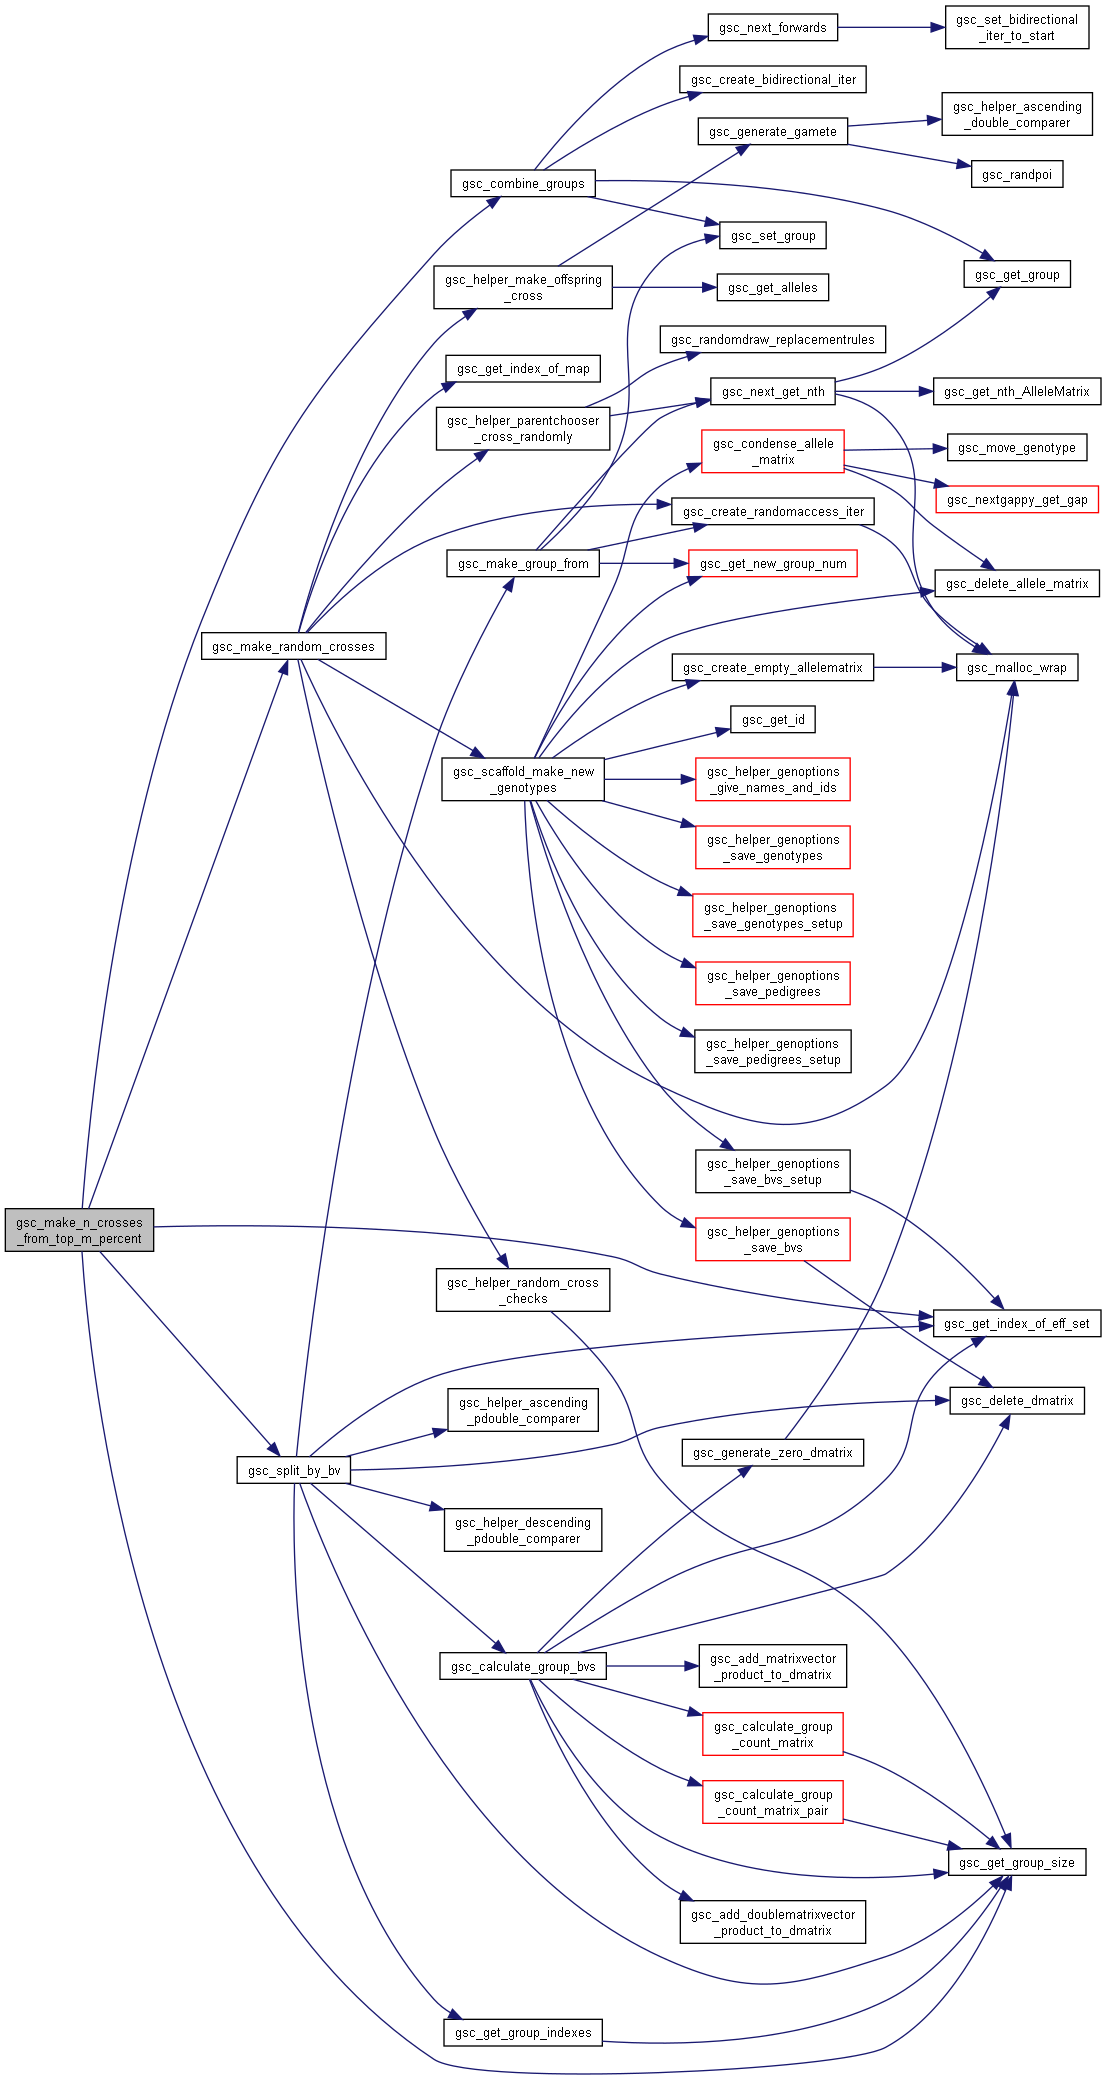 gsc_next_forwards
gsc_set_bidirectional
_iter_to_start
gsc_create_bidirectional_iter
gsc_helper_ascending
_double_comparer
gsc_generate_gamete
gsc_randpoi
gsc_combine_groups
gsc_set_group
gsc_get_group
gsc_helper_make_offspring
_cross
gsc_get_alleles
gsc_randomdraw_replacementrules
gsc_get_index_of_map
gsc_next_get_nth
gsc_get_nth_AlleleMatrix
gsc_helper_parentchooser
_cross_randomly
gsc_condense_allele
_matrix
gsc_move_genotype
gsc_nextgappy_get_gap
gsc_create_randomaccess_iter
gsc_make_group_from
gsc_get_new_group_num
gsc_delete_allele_matrix
gsc_make_random_crosses
gsc_create_empty_allelematrix
gsc_malloc_wrap
gsc_get_id
gsc_scaffold_make_new
_genotypes
gsc_helper_genoptions
_give_names_and_ids
gsc_helper_genoptions
_save_genotypes
gsc_helper_genoptions
_save_genotypes_setup
gsc_helper_genoptions
_save_pedigrees
gsc_helper_genoptions
_save_pedigrees_setup
gsc_helper_genoptions
_save_bvs_setup
gsc_make_n_crosses
_from_top_m_percent
gsc_helper_genoptions
_save_bvs
gsc_helper_random_cross
_checks
gsc_get_index_of_eff_set
gsc_helper_ascending
_pdouble_comparer
gsc_delete_dmatrix
gsc_generate_zero_dmatrix
gsc_split_by_bv
gsc_helper_descending
_pdouble_comparer
gsc_calculate_group_bvs
gsc_add_matrixvector
_product_to_dmatrix
gsc_calculate_group
_count_matrix
gsc_calculate_group
_count_matrix_pair
gsc_get_group_size
gsc_add_doublematrixvector
_product_to_dmatrix
gsc_get_group_indexes